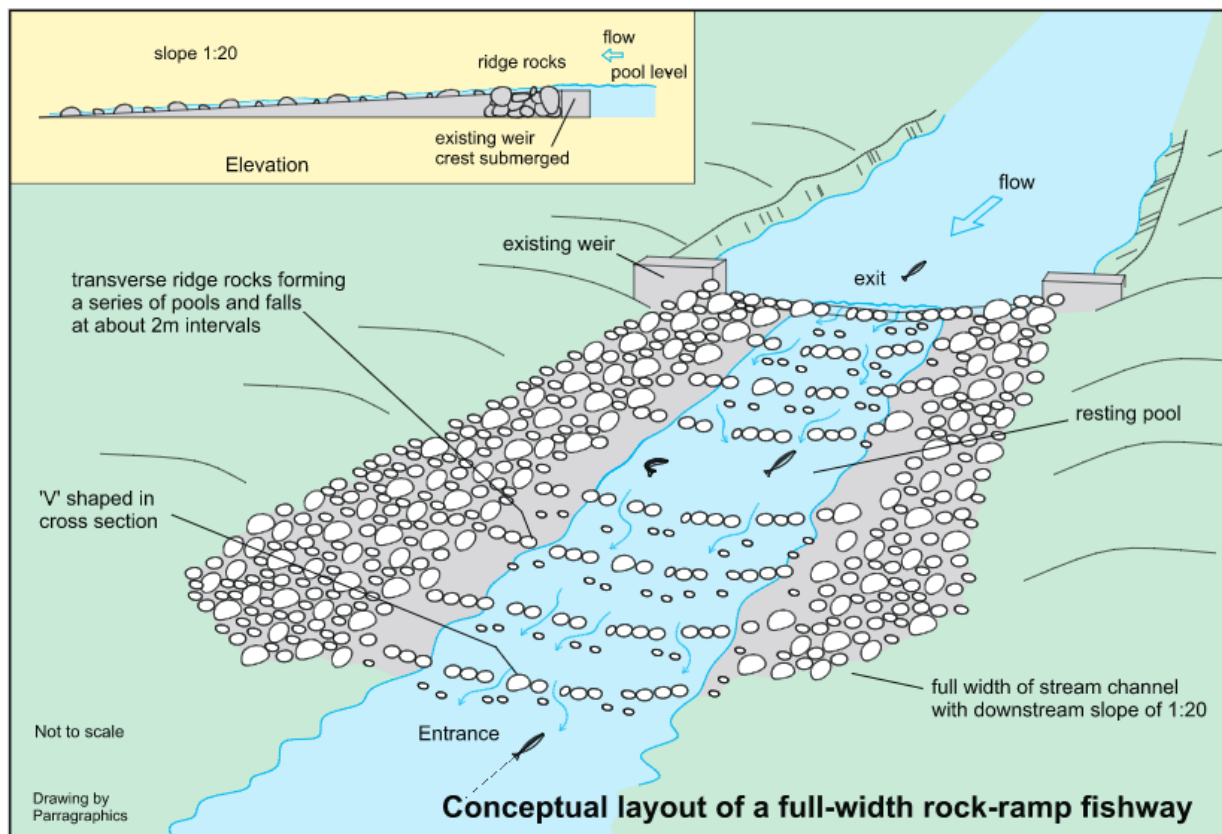 slope 1:20
flow
ridge rocks
pool level
existing weir
crest submerged
Elevation
flow
existing weir
exit
transverse ridge rocks forming
a series of pools and falls
at about 2m intervals
resting pool
'V' shaped in
cross section
full width of stream channel
with downstream slope of 1:20
Not to scale
Entrance
Drawing by
Parragraphics
Conceptual layout of a full-width rock-ramp fishway